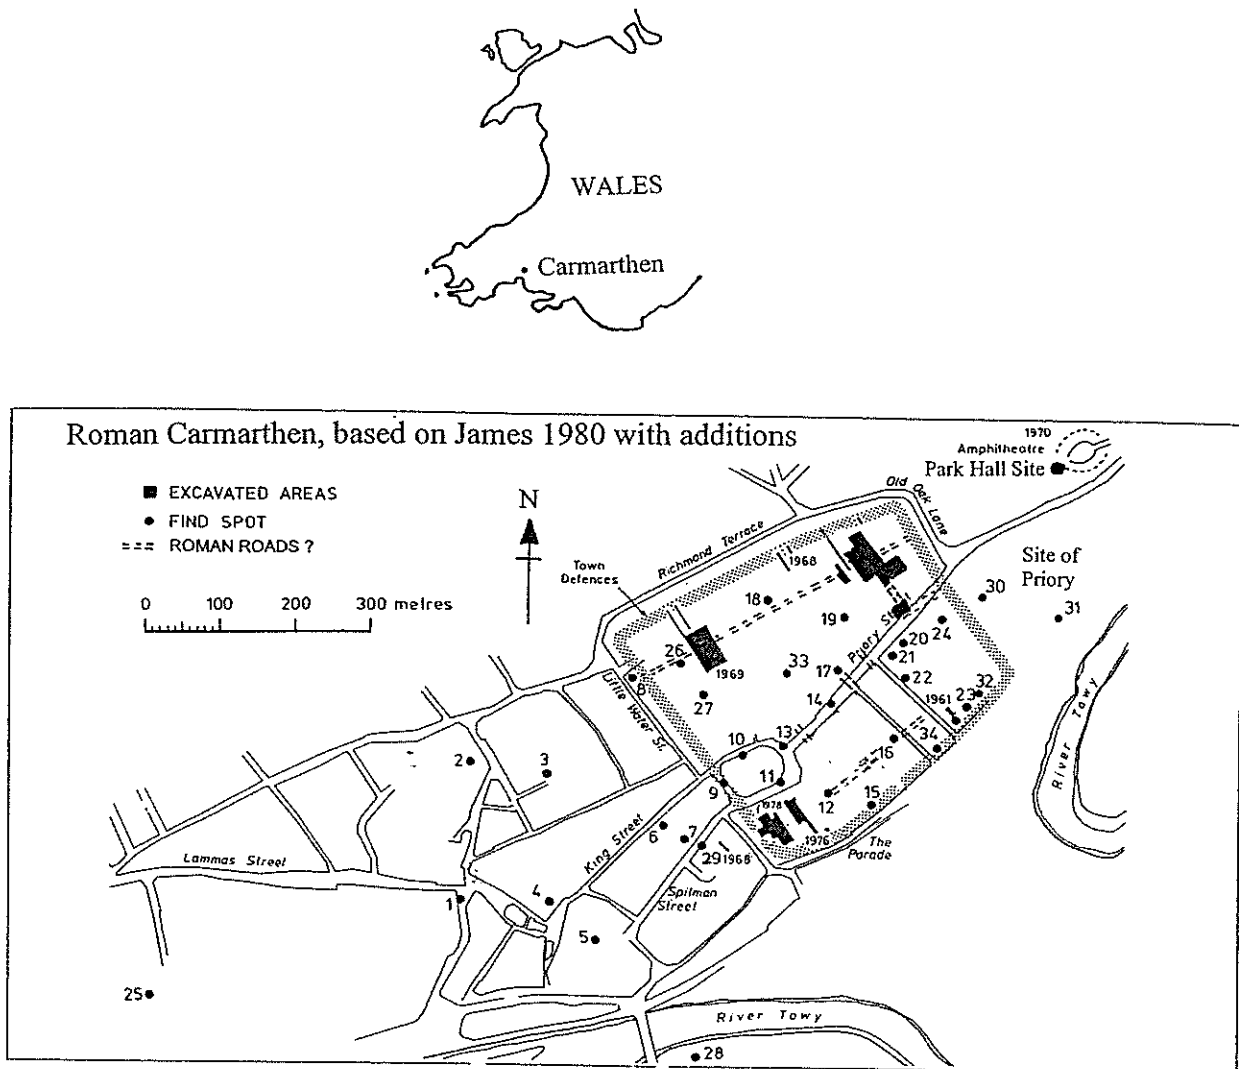 WALES
Carmarthen
Roman Carmarthen, based on James 1980 with additions
EXCAVATED AREAS
FIND SPOT
ROMAN ROADS ?
0 100 200 300 metres
N
1970
Amphitheatre
Park Hall Site
Old Oak Lane
Richmond Terrace
Town
Defences
1968
Site of
Priory
30
31
18
19
Priory St.
24
20
21
22
26
8
1969
27
33
17
14
1961
23
32
34
Little Water St.
River Towy
10
13
16
2
3
9
11
12
15
1978
1976
The
Parade
6
7
King Street
29
1968
Lammas Street
Spilman
Street
1
4
5
25
River Towy
28